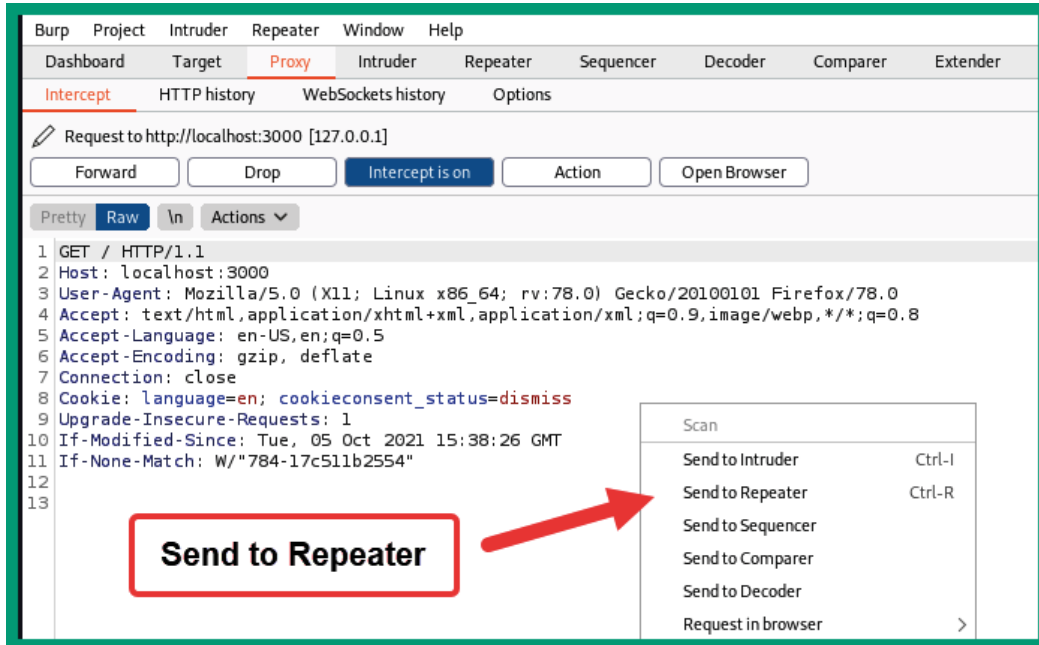 Burp Project Intruder Repeater Window Help
Dashboard Target Proxy Intruder Repeater Sequencer Decoder Comparer Extender
Intercept HTTP history WebSockets history Options
Request to http://localhost:3000 [127.0.0.1]
Forward Drop Intercept is on Action Open Browser
Pretty Raw \n Actions
1 GET / HTTP/1.1
2 Host: localhost:3000
3 User-Agent: Mozilla/5.0 (X11; Linux x86_64; rv:78.0) Gecko/20100101 Firefox/78.0
4 Accept: text/html,application/xhtml+xml,application/xml;q=0.9,image/webp,*/*;q=0.8
5 Accept-Language: en-US,en;q=0.5
6 Accept-Encoding: gzip, deflate
7 Connection: close
8 Cookie: language=en; cookieconsent_status=dismiss
9 Upgrade-Insecure-Requests: 1
10 If-Modified-Since: Tue, 05 Oct 2021 15:38:26 GMT
11 If-None-Match: W/"784-17c511b2554"
12
13
Send to Repeater
Scan
Send to Intruder Ctrl-I
Send to Repeater Ctrl-R
Send to Sequencer
Send to Comparer
Send to Decoder
Request in browser